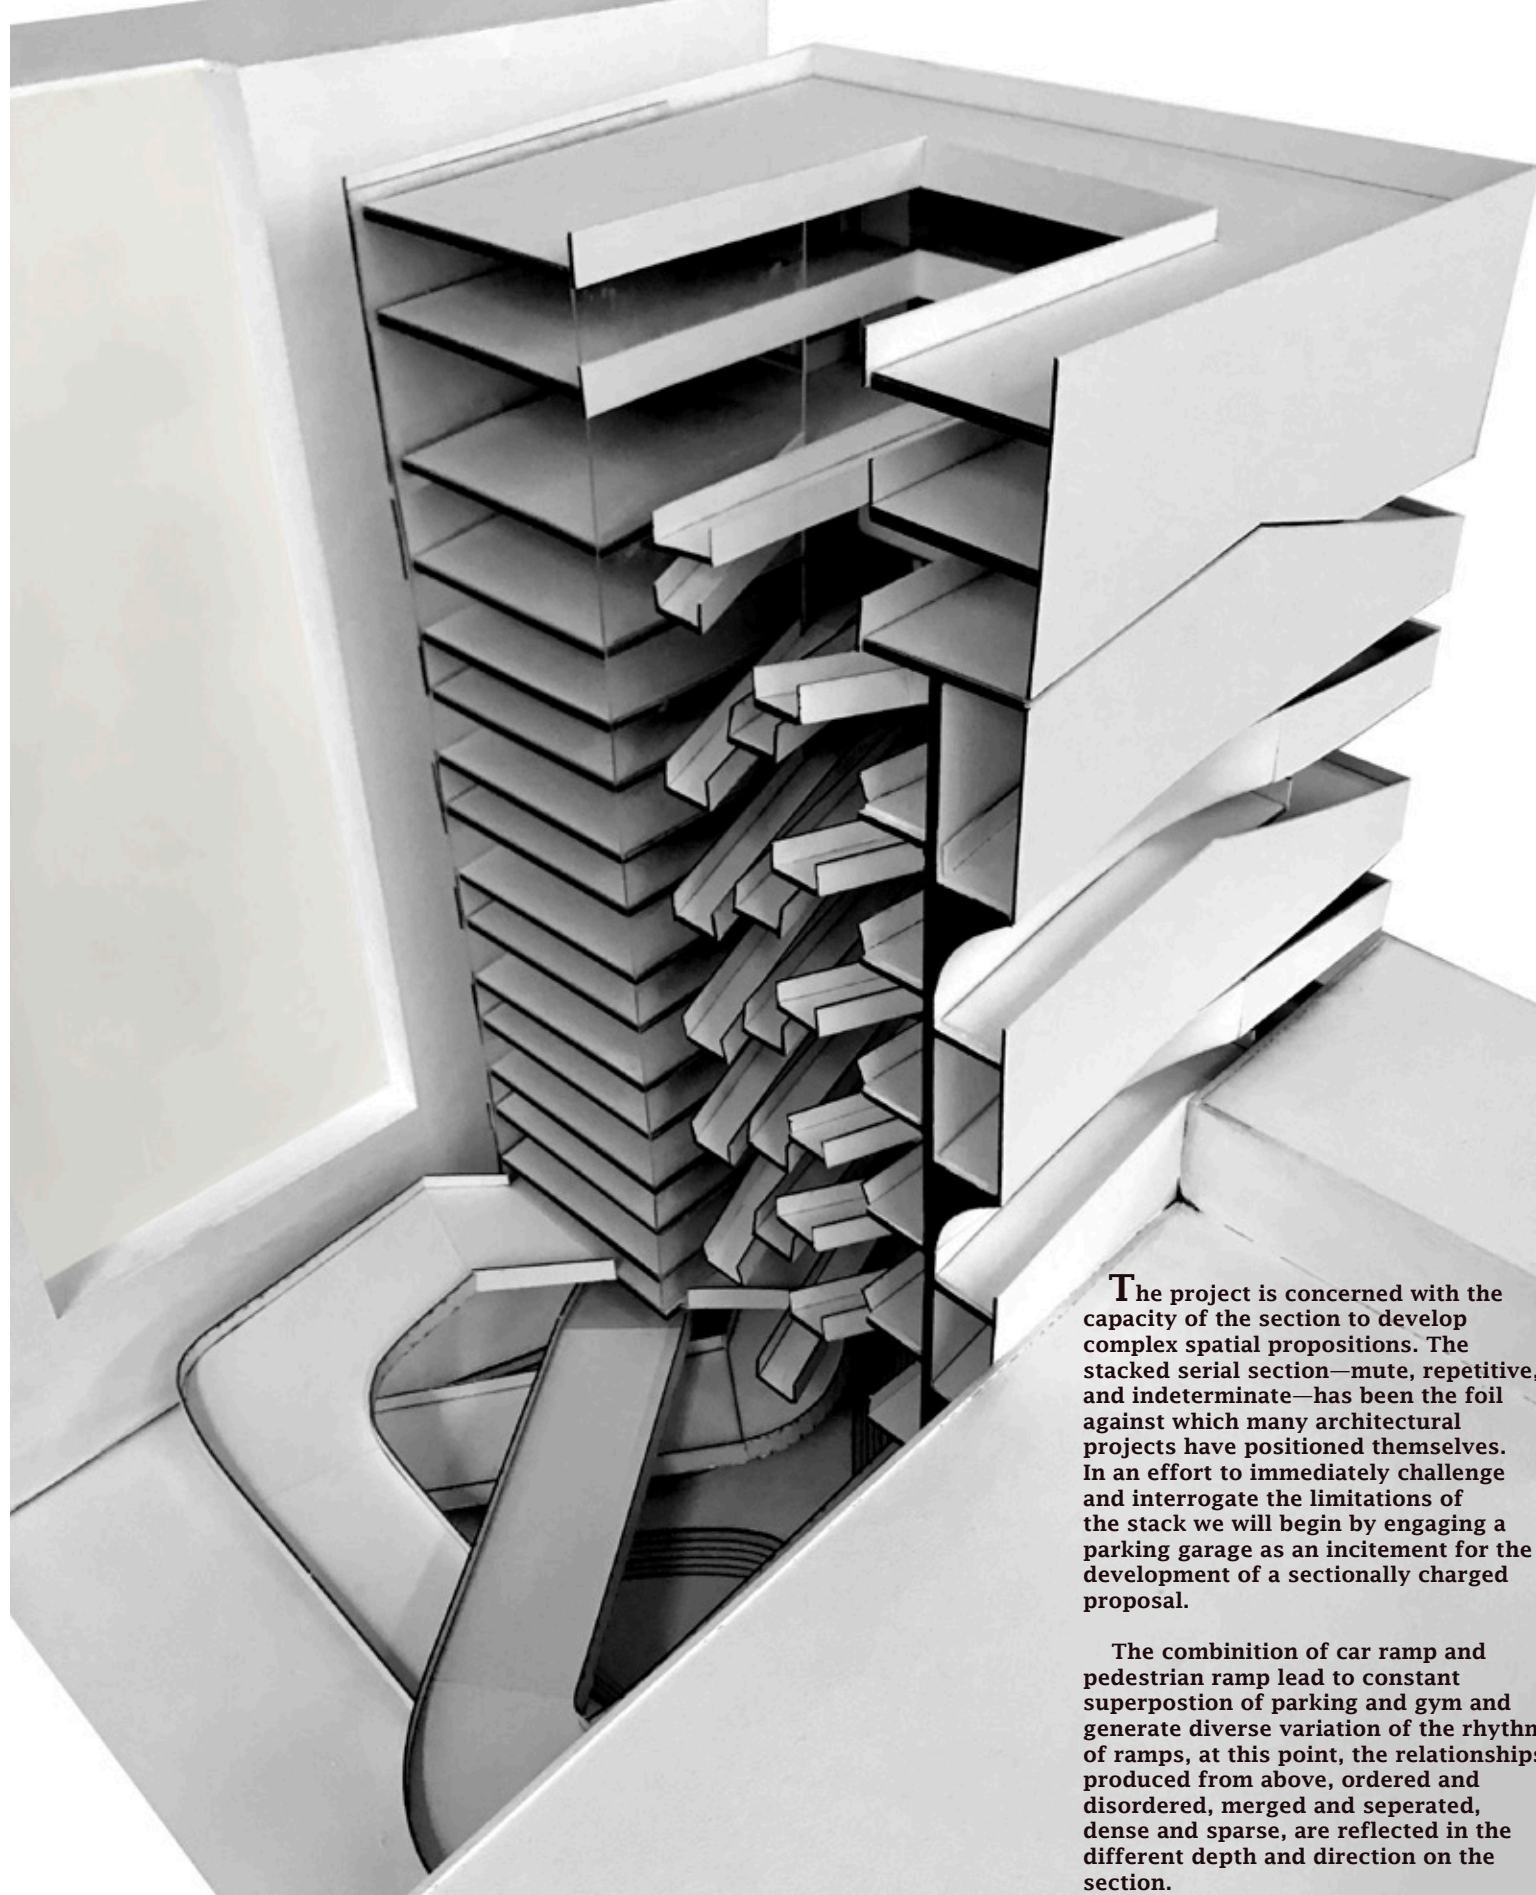 The project is concerned with the
capacity of the section to develop
complex spatial propositions. The
stacked serial section—mute, repetitive,
and indeterminate—has been the foil
against which many architectural
projects have positioned themselves.
In an effort to immediately challenge
and interrogate the limitations of
the stack we will begin by engaging a
parking garage as an incitement for the
development of a sectionally charged
proposal.
The combinition of car ramp and
pedestrian ramp lead to constant
superpostion of parking and gym and
generate diverse variation of the rhythm
of ramps, at this point, the relationships
produced from above, ordered and
disordered, merged and seperated,
dense and sparse, are reflected in the
different depth and direction on the
section.